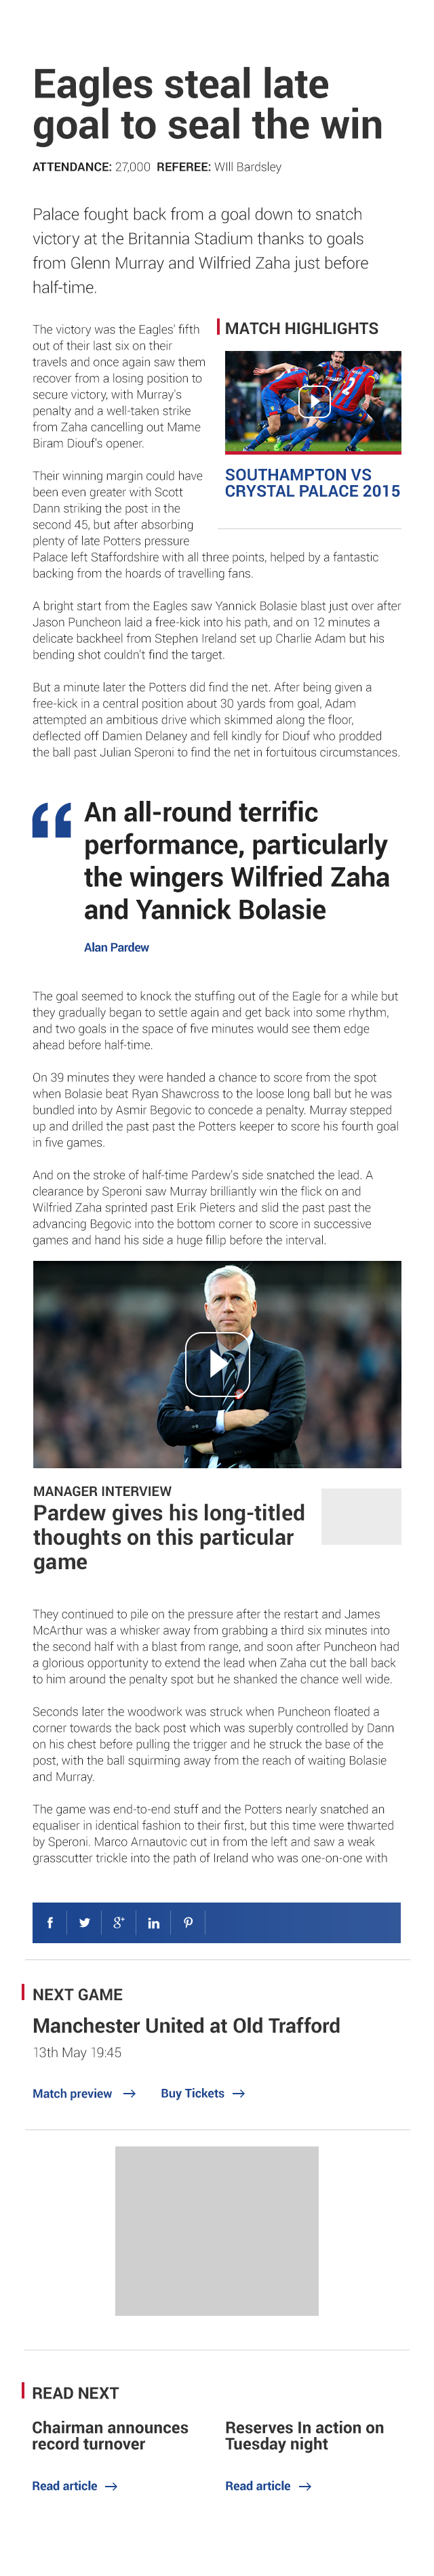 Eagles steal late
goal to seal the win
ATTENDANCE: 27,000 REFEREE: WIll Bardsley
Palace fought back from a goal down to snatch
victory at the Britannia Stadium thanks to goals
from Glenn Murray and Wilfried Zaha just before
half-time.
The victory was the Eagles' fifth
out of their last six on their
travels and once again saw them
recover from a losing position to
secure victory, with Murray's
penalty and a well-taken strike
from Zaha cancelling out Mame
Biram Diouf's opener.
MATCH HIGHLIGHTS
2
SOUTHAMPTON VS
CRYSTAL PALACE 2015
Their winning margin could have
been even greater with Scott
Dann striking the post in the
second 45, but after absorbing
plenty of late Potters pressure
Palace left Staffordshire with all three points, helped by a fantastic
backing from the hoards of travelling fans.
A bright start from the Eagles saw Yannick Bolasie blast just over after
Jason Puncheon laid a free-kick into his path, and on 12 minutes a
delicate backheel from Stephen Ireland set up Charlie Adam but his
bending shot couldn't find the target.
But a minute later the Potters did find the net. After being given a
free-kick in a central position about 30 yards from goal, Adam
attempted an ambitious drive which skimmed along the floor,
deflected off Damien Delaney and fell kindly for Diouf who prodded
the ball past Julian Speroni to find the net in fortuitous circumstances.
“ An all-round terrific
performance, particularly
the wingers Wilfried Zaha
and Yannick Bolasie
Alan Pardew
The goal seemed to knock the stuffing out of the Eagle for a while but
they gradually began to settle again and get back into some rhythm,
and two goals in the space of five minutes would see them edge
ahead before half-time.
On 39 minutes they were handed a chance to score from the spot
when Bolasie beat Ryan Shawcross to the loose long ball but he was
bundled into by Asmir Begovic to concede a penalty. Murray stepped
up and drilled the past past the Potters keeper to score his fourth goal
in five games.
And on the stroke of half-time Pardew's side snatched the lead. A
clearance by Speroni saw Murray brilliantly win the flick on and
Wilfried Zaha sprinted past Erik Pieters and slid the past past the
advancing Begovic into the bottom corner to score in successive
games and hand his side a huge fillip before the interval.
MANAGER INTERVIEW
Pardew gives his long-titled
thoughts on this particular
game
They continued to pile on the pressure after the restart and James
McArthur was a whisker away from grabbing a third six minutes into
the second half with a blast from range, and soon after Puncheon had
a glorious opportunity to extend the lead when Zaha cut the ball back
to him around the penalty spot but he shanked the chance well wide.
Seconds later the woodwork was struck when Puncheon floated a
corner towards the back post which was superbly controlled by Dann
on his chest before pulling the trigger and he struck the base of the
post, with the ball squirming away from the reach of waiting Bolasie
and Murray.
The game was end-to-end stuff and the Potters nearly snatched an
equaliser in identical fashion to their first, but this time were thwarted
by Speroni. Marco Arnautovic cut in from the left and saw a weak
grasscutter trickle into the path of Ireland who was one-on-one with
f g+ in
NEXT GAME
Manchester United at Old Trafford
13th May 19:45
Match preview → Buy Tickets →
READ NEXT
Chairman announces
record turnover
Read article →
Reserves In action on
Tuesday night
Read article →